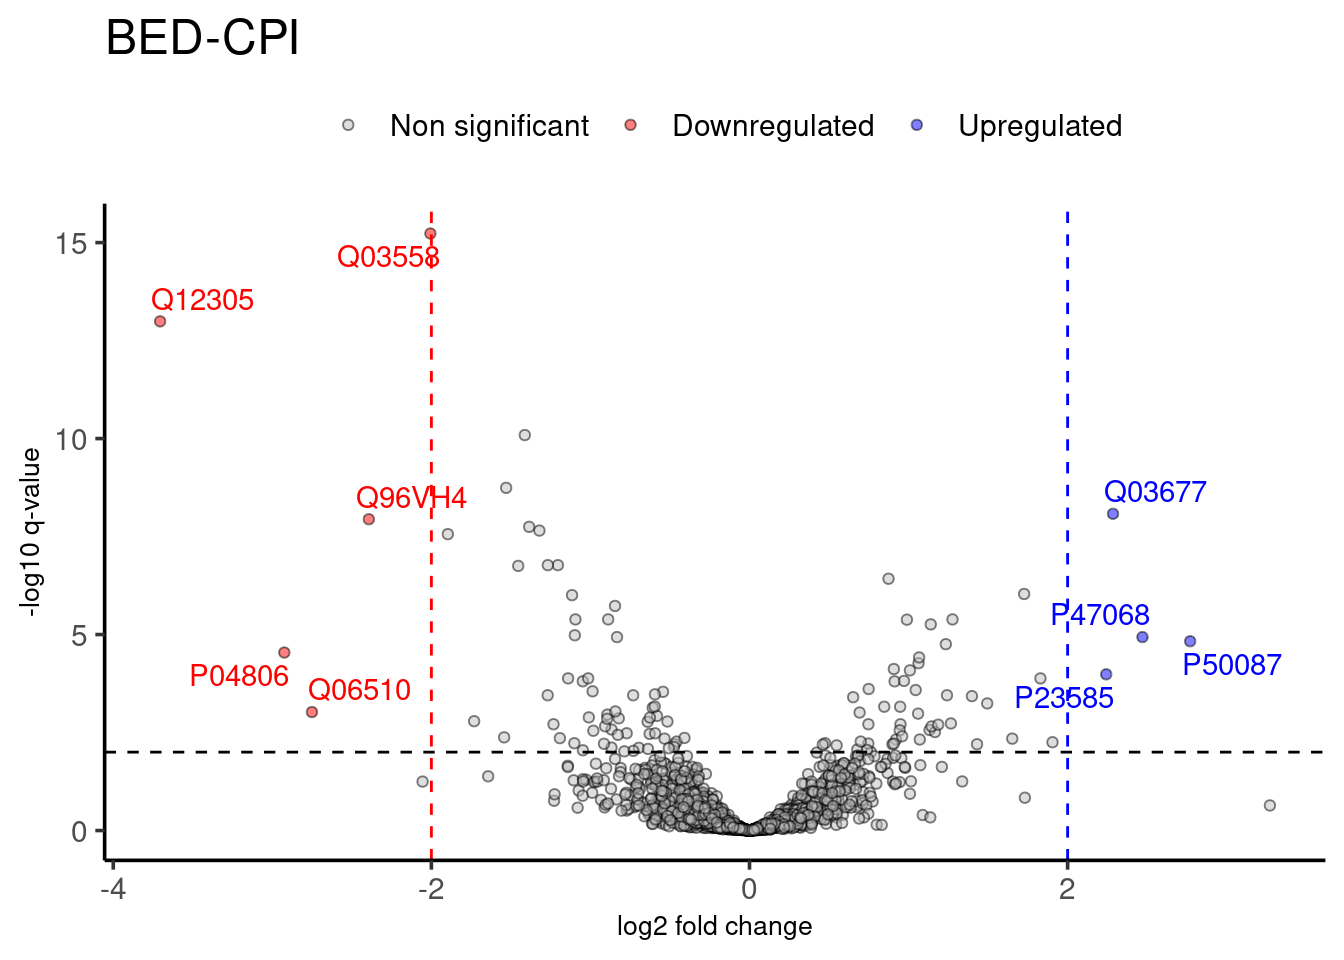 BED-CPI
Non significant Downregulated Upregulated
15
Q03558
Q12305
10
Q96VH4
Q03677
-log10 q-value
5
P47068
P50087
P04806
Q06510
P23585
0
-4 -2 0 2
log2 fold change